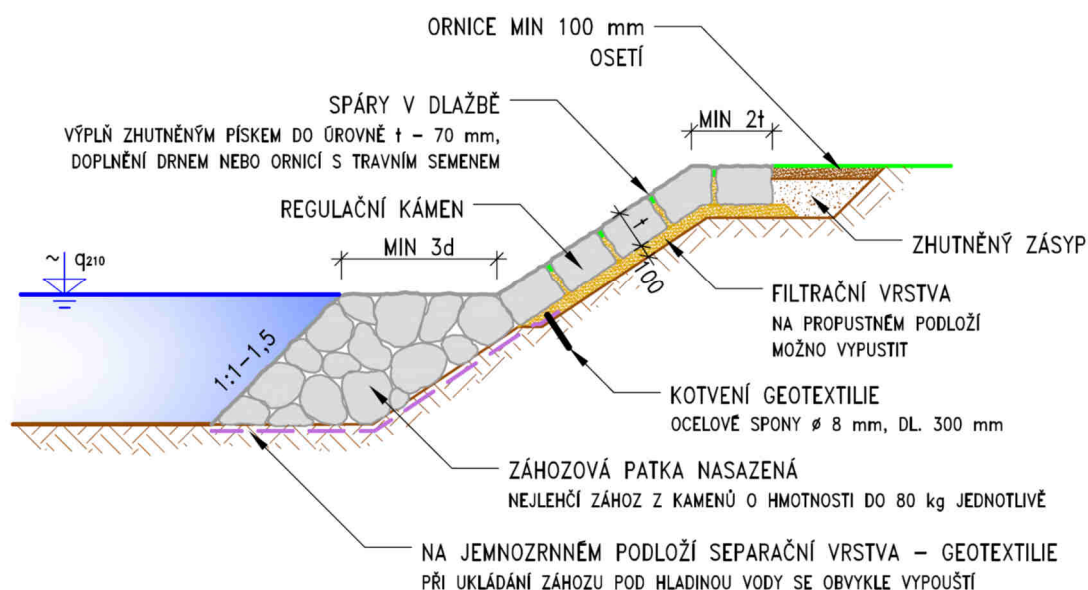 ORNICE MIN 100 mm
OSETÍ
SPÁRY V DLAŽBĚ
VÝPLŇ ZHUTNĚNÝM PÍSKEM DO ÚROVNĚ t – 70 mm,
DOPLNĚNÍ DRNEM NEBO ORNICÍ S TRAVNÍM SEMENEM
MIN 2t
REGULAČNÍ KÁMEN
t
100
ZHUTNĚNÝ ZÁSYP
~ q210
MIN 3d
FILTRAČNÍ VRSTVA
NA PROPUSTNÉM PODLOŽÍ
MOŽNO VYPUSTIT
1:1–1,5
KOTVENÍ GEOTEXTILIE
OCELOVÉ SPONY ø 8 mm, DL. 300 mm
ZÁHOZOVÁ PATKA NASAZENÁ
NEJLEHČÍ ZÁHOZ Z KAMENŮ O HMOTNOSTI DO 80 kg JEDNOTLIVĚ
NA JEMNOZRNNÉM PODLOŽÍ SEPARAČNÍ VRSTVA – GEOTEXTILIE
PŘI UKLÁDÁNÍ ZÁHOZU POD HLADINOU VODY SE OBVYKLE VYPOUŠTÍ